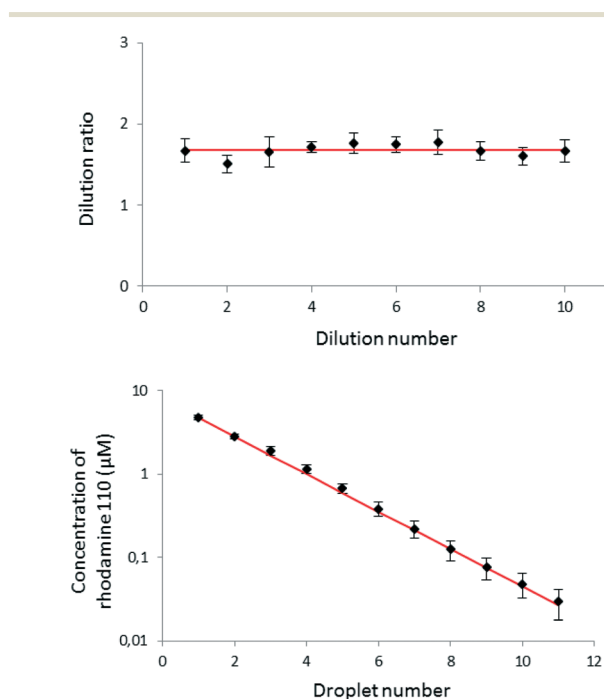 3
2
1
0
Dilution ratio
0 2 4 6 8 10
Dilution number
10
1
0,1
0,01
Concentration of
rhodamine 110 (µM)
0 2 4 6 8 10 12
Droplet number